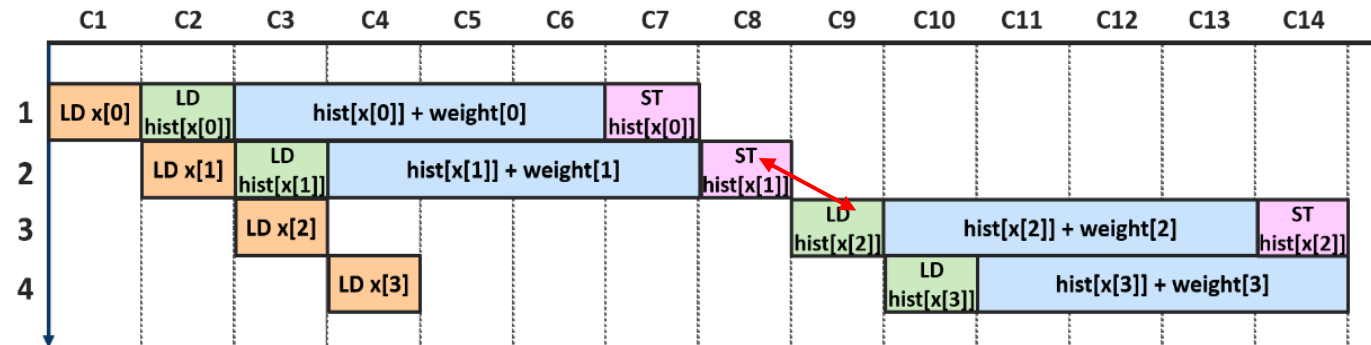 C1 C2 C3 C4 C5 C6 C7 C8 C9 C10 C11 C12 C13 C14
1
LD x[0]
LD
hist[x[0]]
hist[x[0]] + weight[0]
ST
hist[x[0]]
2
LD x[1]
LD
hist[x[1]]
hist[x[1]] + weight[1]
ST
hist[x[1]]
3
LD x[2]
LD
hist[x[2]]
hist[x[2]] + weight[2]
ST
hist[x[2]]
4
LD x[3]
LD
hist[x[3]]
hist[x[3]] + weight[3]